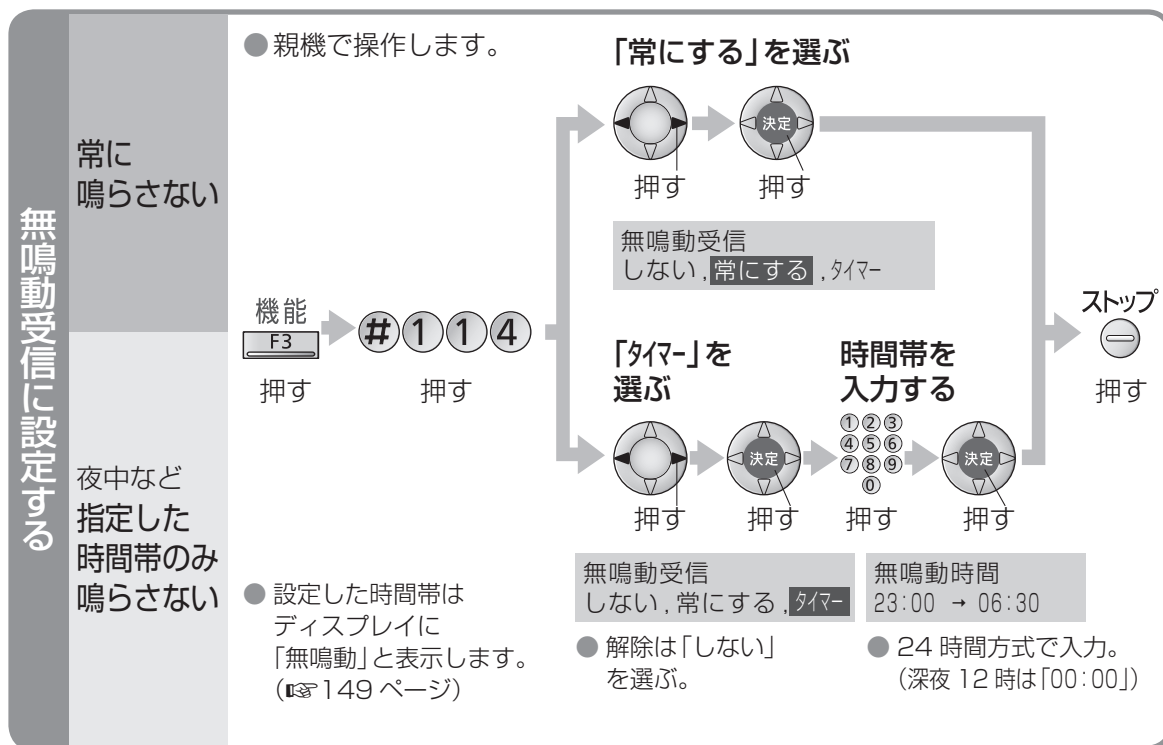 無鳴動受信に設定する
常に
鳴らさない
夜中など
指定した
時間帯のみ
鳴らさない
●親機で操作します。
機能
F3
押す
#114
押す
「常にする」を選ぶ
決定
押す
押す
無鳴動受信
しない,常にする,タイマー
「タイマー」を
選ぶ
決定
押す
押す
無鳴動受信
しない,常にする,タイマー
●解除は「しない」
を選ぶ。
時間帯を
入力する
1 2 3
4 5 6
7 8 9
0
決定
押す
押す
無鳴動時間
23:00 → 06:30
●24時間方式で入力。
(深夜12時は「00:00」)
ストップ
押す
●設定した時間帯は
ディスプレイに
「無鳴動」と表示します。
(☞149ページ)